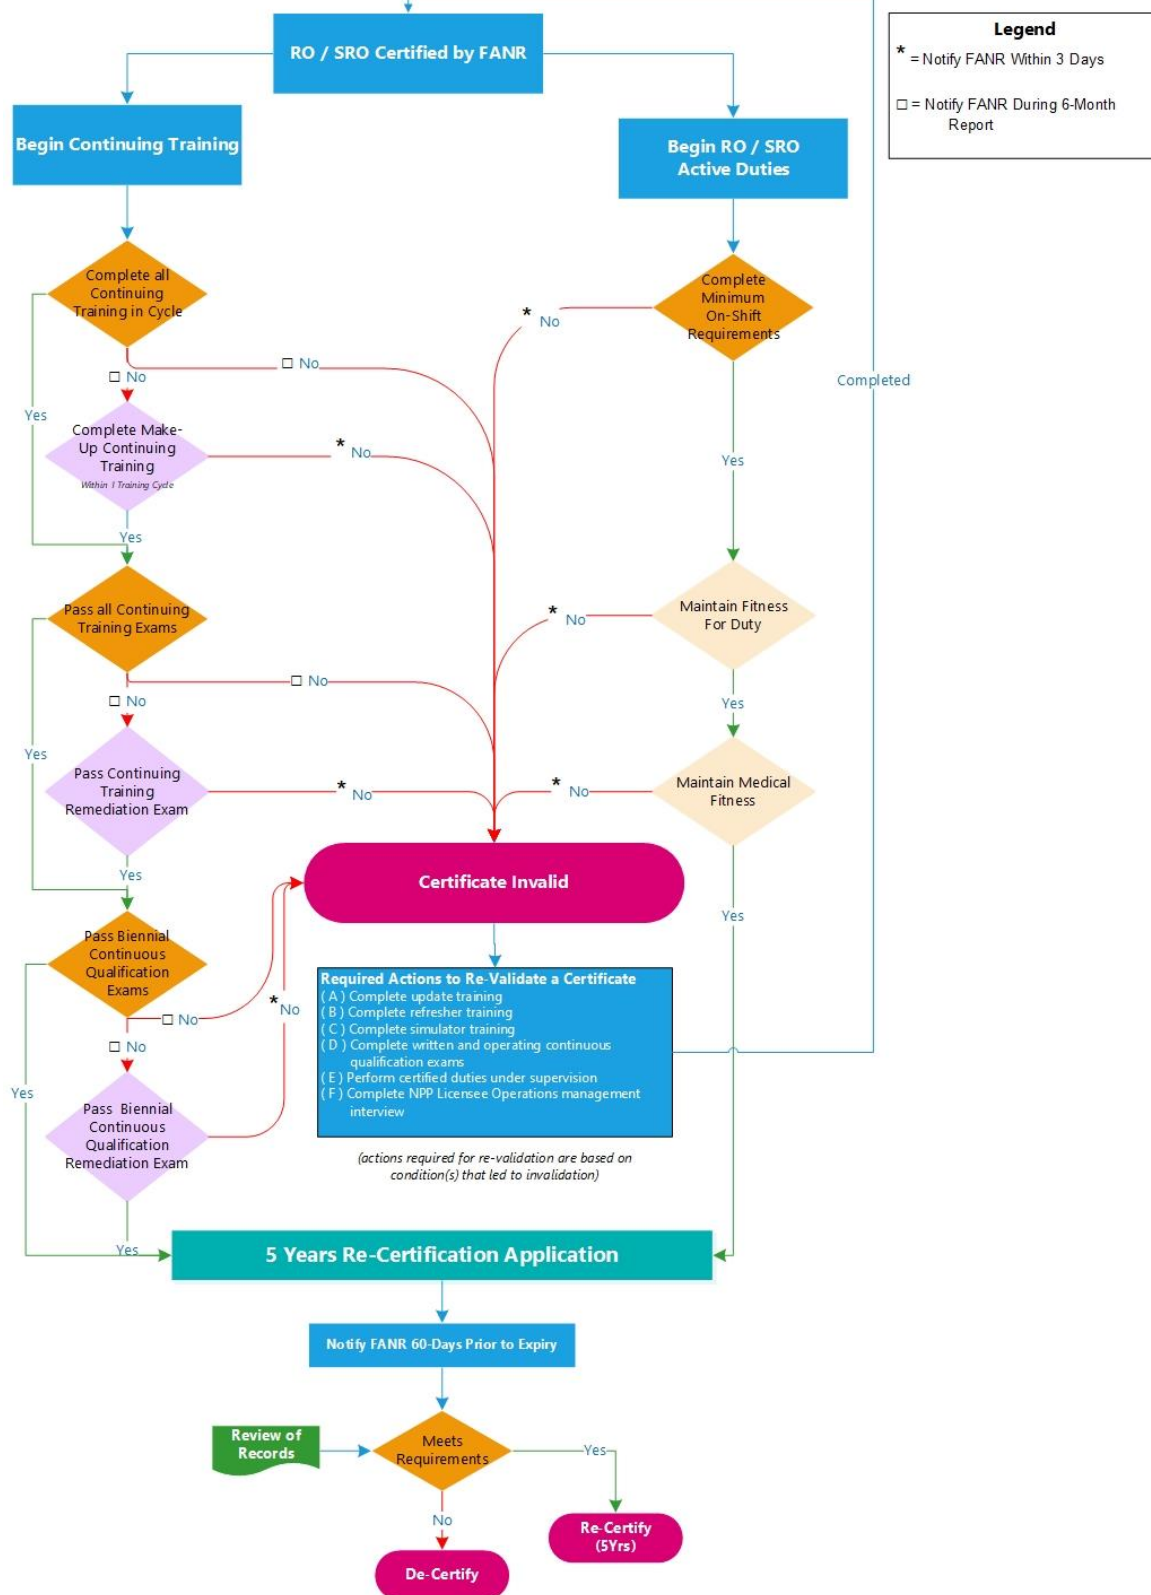 RO / SRO Certified by FANR
Legend
* = Notify FANR Within 3 Days
□ = Notify FANR During 6-Month
Report
Begin Continuing Training
Begin RO / SRO
Active Duties
Complete all
Continuing
Training in Cycle
Complete
Minimum
On-Shift
Requirements
* No
□ No
□ No
Completed
Yes
Complete Make-
Up Continuing
Training
Within 1 Training Cycle
* No
Yes
Yes
Pass all Continuing
Training Exams
Maintain Fitness
For Duty
* No
□ No
□ No
Yes
Yes
Pass Continuing
Training
Remediation Exam
* No
* No
Maintain Medical
Fitness
Yes
Certificate Invalid
Yes
Pass Biennial
Continuous
Qualification
Exams
* No
□ No
□ No
Required Actions to Re-Validate a Certificate
( A ) Complete update training
( B ) Complete refresher training
( C ) Complete simulator training
( D ) Complete written and operating continuous
qualification exams
( E ) Perform certified duties under supervision
( F ) Complete NPP Licensee Operations management
interview
Yes
Pass Biennial
Continuous
Qualification
Remediation Exam
(actions required for re-validation are based on
condition(s) that led to invalidation)
Yes
5 Years Re-Certification Application
Notify FANR 60-Days Prior to Expiry
Review of
Records
Meets
Requirements
Yes
No
Re-Certify
(5Yrs)
De-Certify